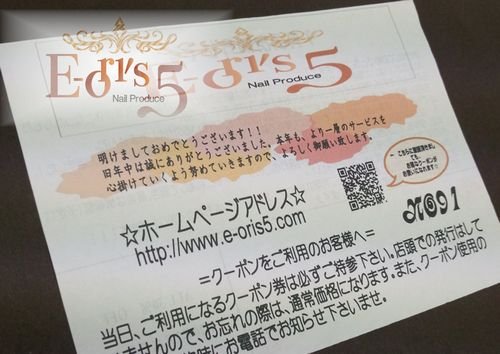 E-ori's 5
Nail Produce
E-ori's 5
Nail Produce
明けましておめでとうございます!!
旧年中は誠にありがとうございました。本年も、より一層のサービスを
心掛けていくよう努めていきますので、よろしく御願い致します。
☆ホームページアドレス☆
http://www.e-oris5.com
=クーポンをご利用のお客様へ=
当日、ご利用になるクーポン券は必ずご持参下さい。店頭での発行はして
ませんので、お忘れの際は、通常価格になります。また、クーポン使用の
時にお電話でお知らせ下さいませ。